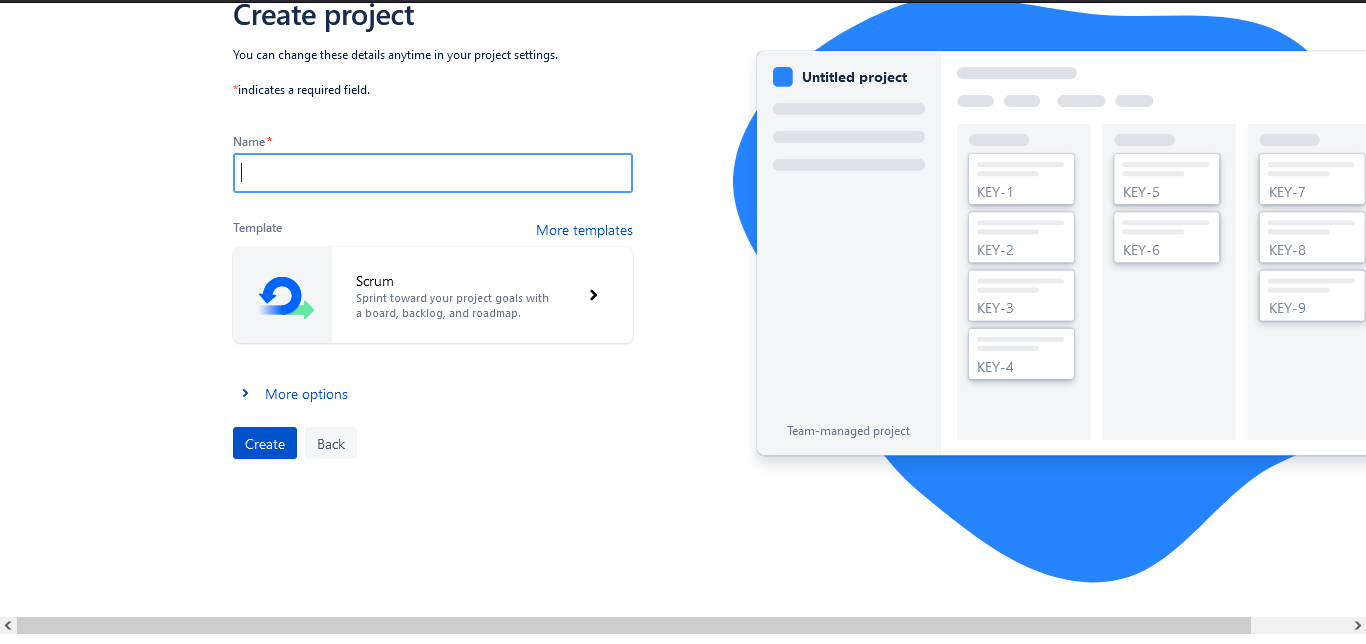 Create project
You can change these details anytime in your project settings.
*indicates a required field.
Name*
Template
More templates
Scrum
Sprint toward your project goals with
a board, backlog, and roadmap.
More options
Create
Back
Untitled project
KEY-1
KEY-2
KEY-3
KEY-4
KEY-5
KEY-6
KEY-7
KEY-8
KEY-9
Team-managed project